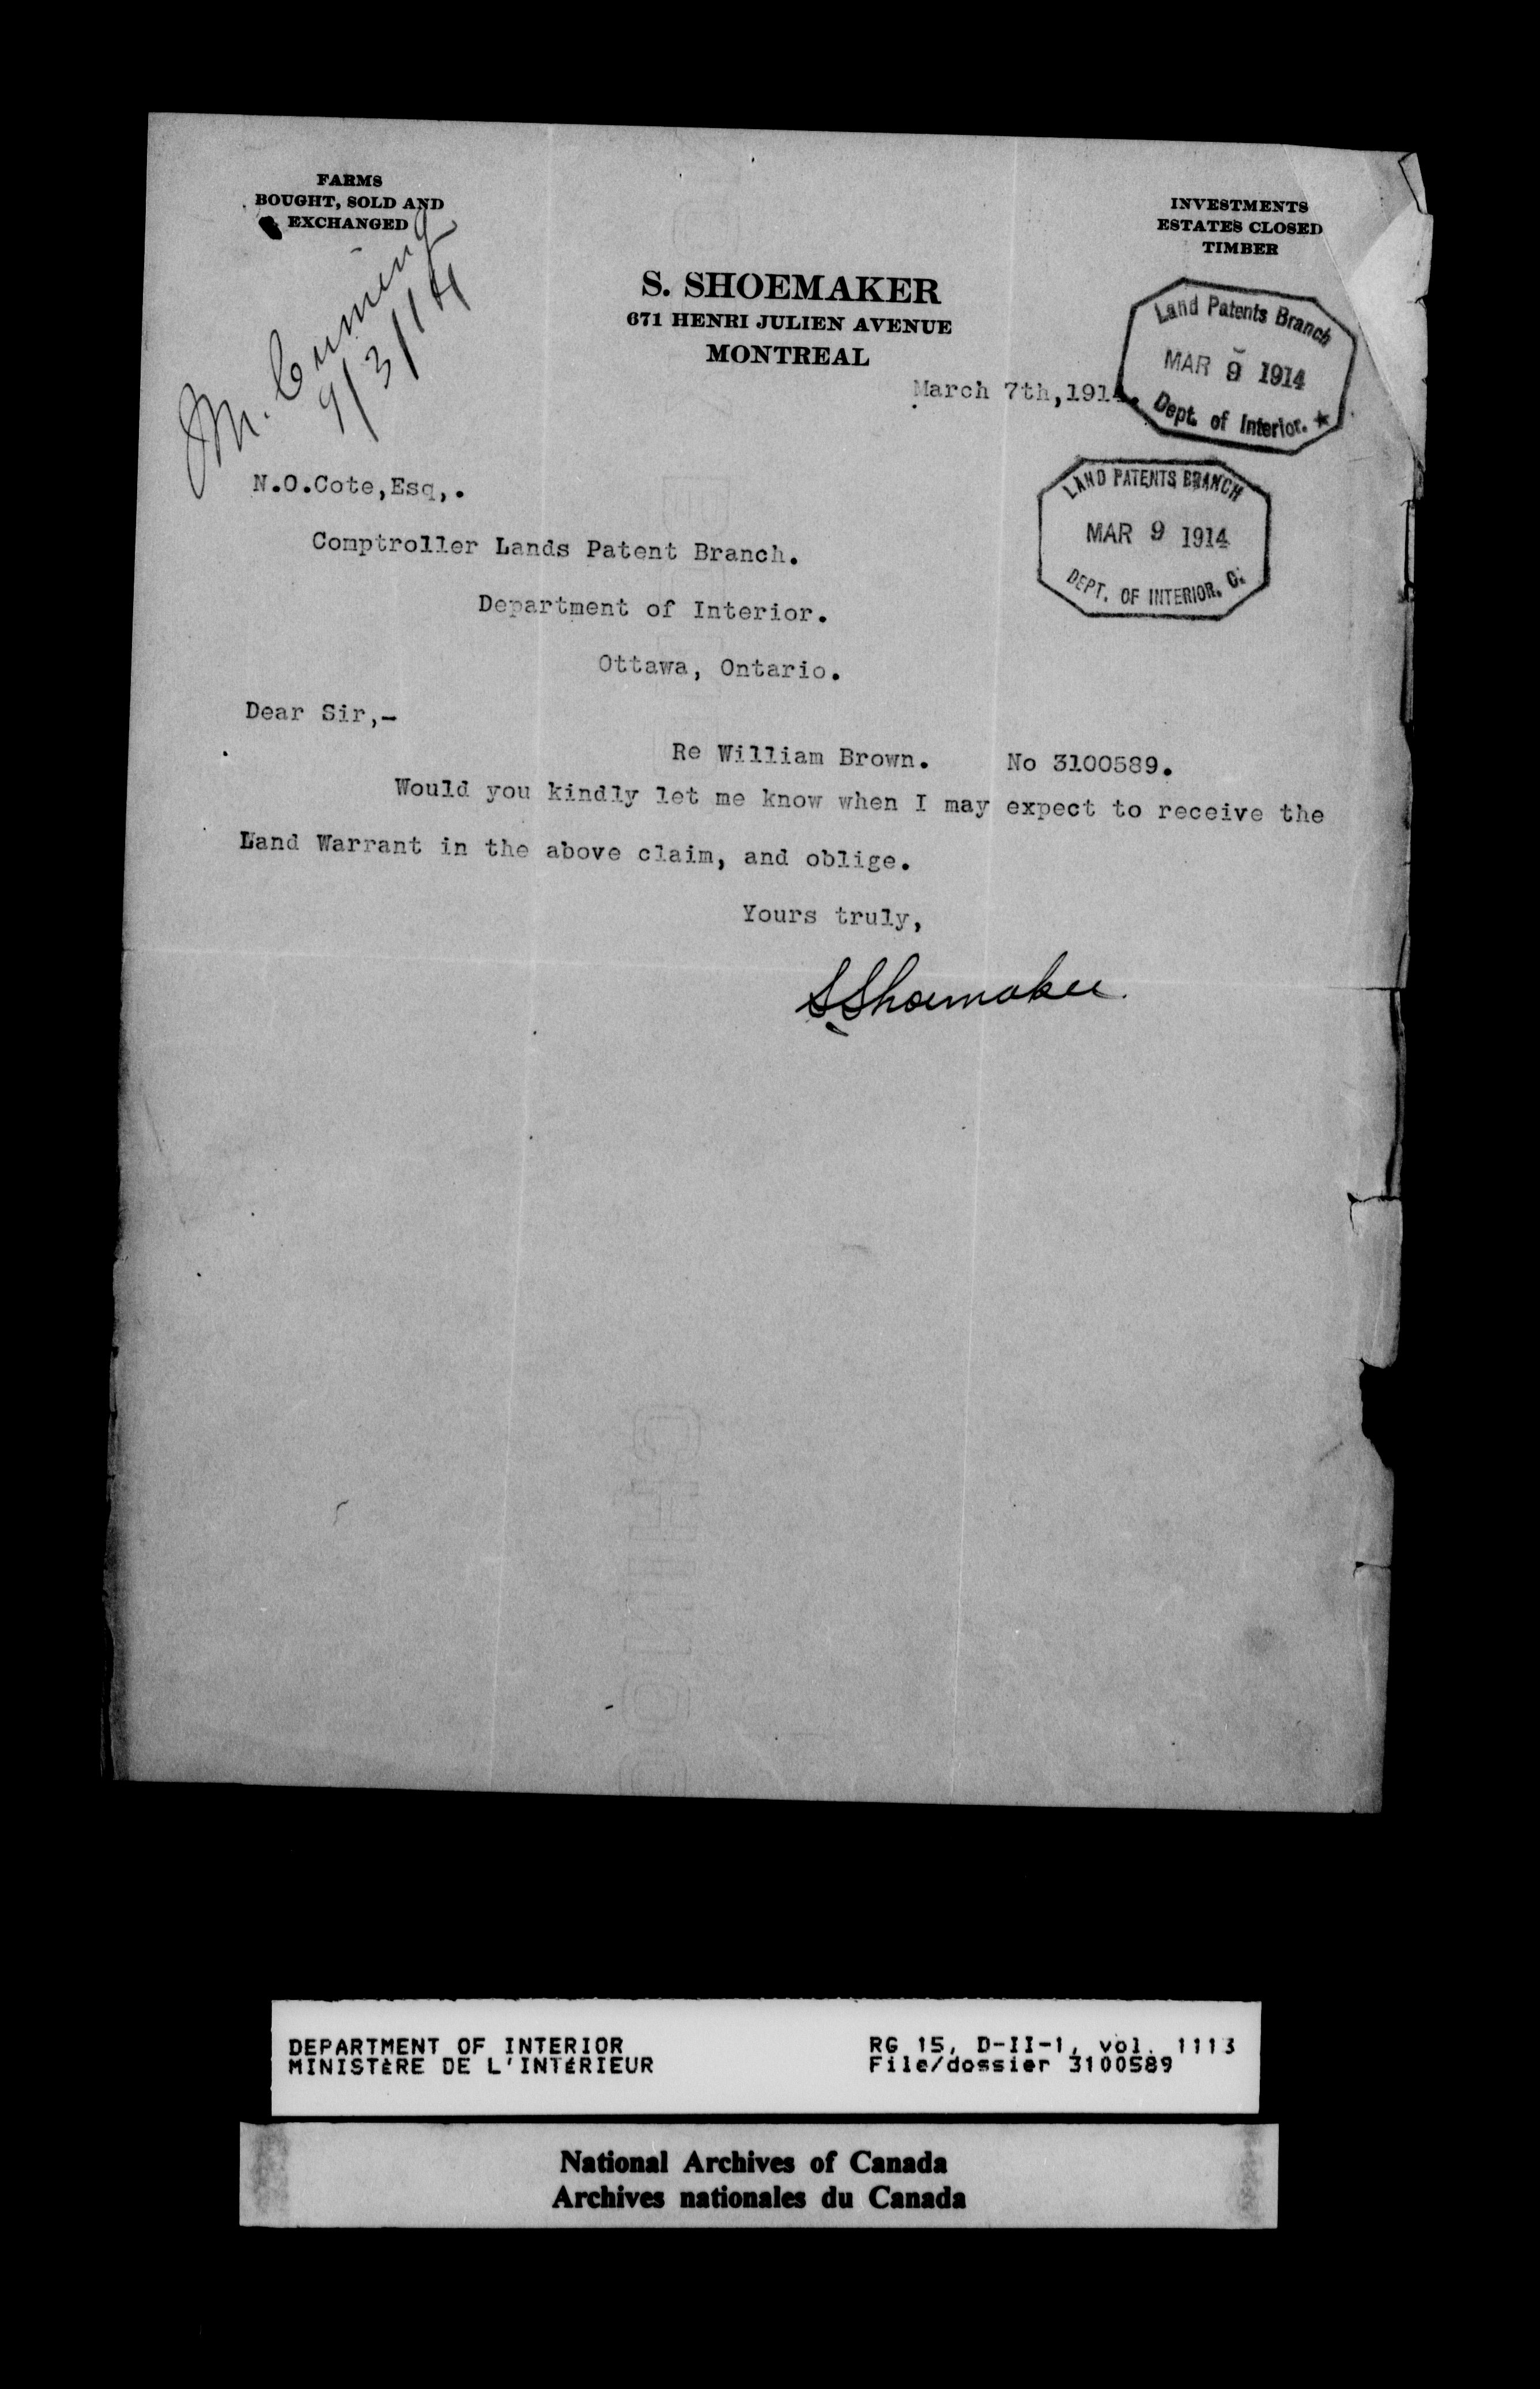 FARMS
BOUGHT, SOLD AND
EXCHANGED
INVESTMENTS
ESTATES CLOSED
TIMBER
S. SHOEMAKER
671 HENRI JULIEN AVENUE
MONTREAL
Land Patents Branch
MAR 9 1914
Dept. of Interior.
March 7th,1914.
Cuming
9/3/14
LAND PATENTS BRANCH
MAR 9 1914
DEPT. OF INTERIOR. C.
N.O.Cote,Esq,.
Comptroller Lands Patent Branch.
Department of Interior.
Ottawa, Ontario.
Dear Sir,-
Re William Brown. No 3100589.
Would you kindly let me know when I may expect to receive the
Land Warrant in the above claim, and oblige.
Yours truly,
S. Shoemaker.
DEPARTMENT OF INTERIOR
MINISTÈRE DE L'INTÉRIEUR
RG 15, D-II-1, vol. 1113
File/dossier 3100589
National Archives of Canada
Archives nationales du Canada